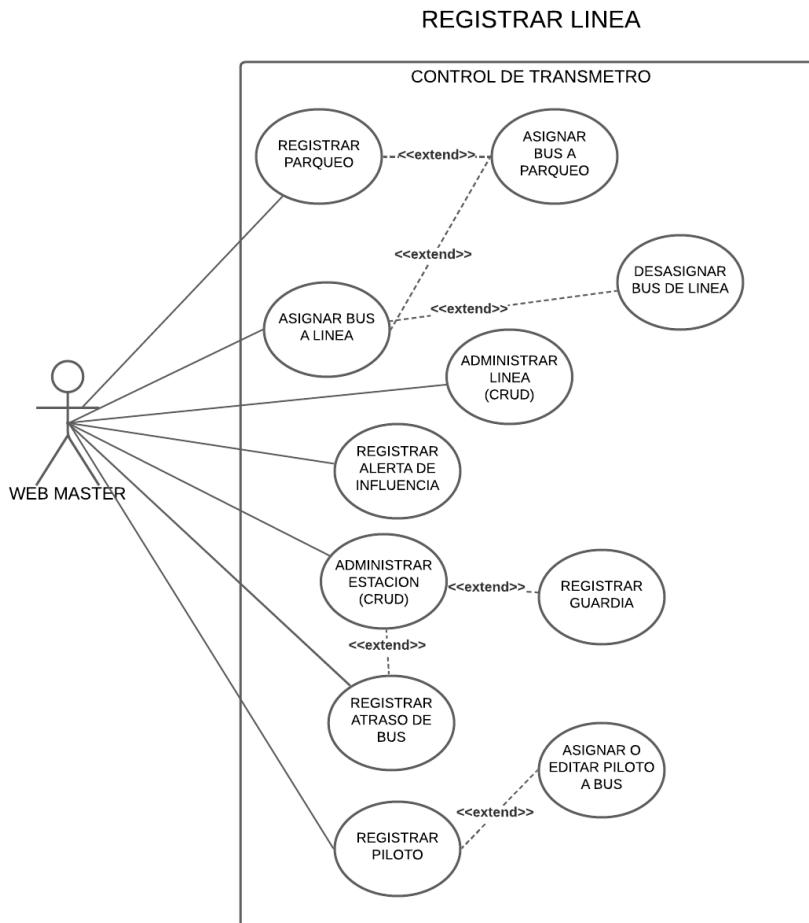 REGISTRAR LINEA
CONTROL DE TRANSMETRO
REGISTRAR
PARQUEO
<<extend>>
ASIGNAR
BUS A
PARQUEO
<<extend>>
DESASIGNAR
BUS DE LINEA
ASIGNAR BUS
A LINEA
<<extend>>
ADMINISTRAR
LINEA
(CRUD)
REGISTRAR
ALERTA DE
INFLUENCIA
WEB MASTER
ADMINISTRAR
ESTACION
(CRUD)
<<extend>>
REGISTRAR
GUARDIA
<<extend>>
REGISTRAR
ATRASO DE
BUS
ASIGNAR O
EDITAR PILOTO
A BUS
<<extend>>
REGISTRAR
PILOTO